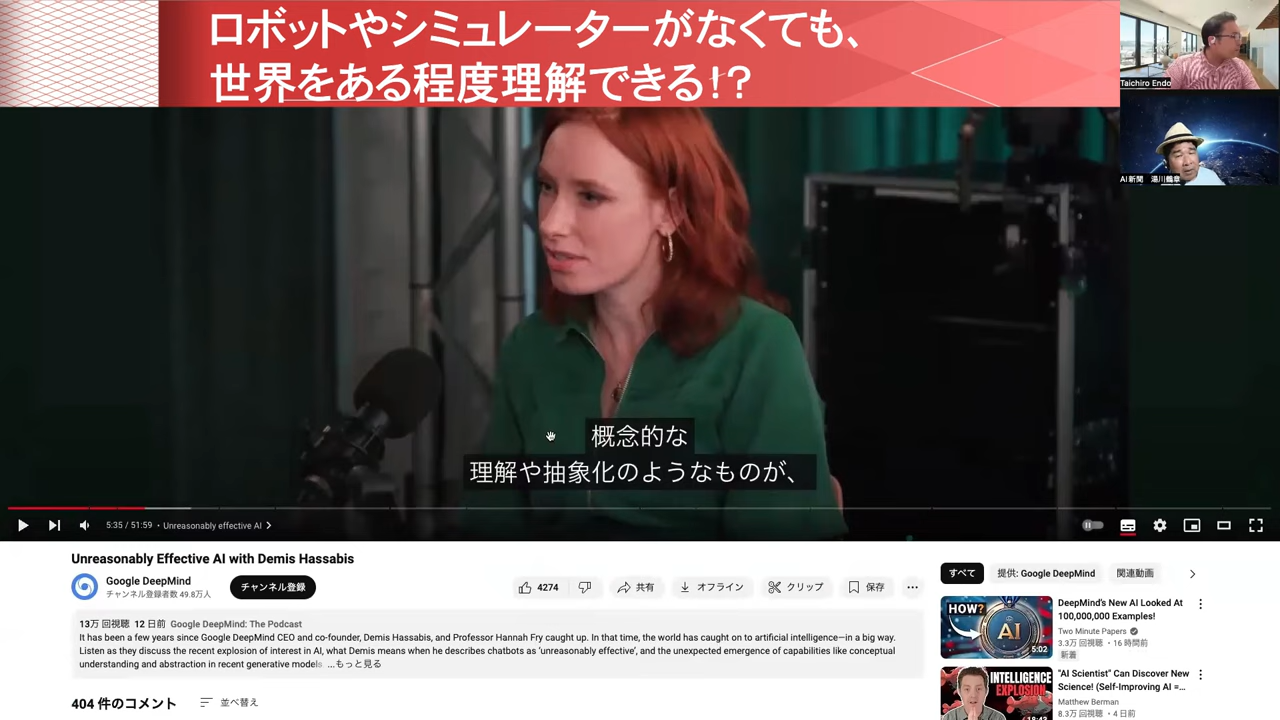 ロボットやシミュレーターがなくても、
世界をある程度理解できる!?
Taichiro Endo
AI新聞 湯川鶴章
概念的な
理解や抽象化のようなものが、
5:35 / 51:59 • Unreasonably effective AI
Unreasonably Effective AI with Demis Hassabis
Google DeepMind
チャンネル登録者数 49.8万人
チャンネル登録
4274
共有
オフライン
クリップ
保存
13万 回視聴 12 日前 Google DeepMind: The Podcast
It has been a few years since Google DeepMind CEO and co-founder, Demis Hassabis, and Professor Hannah Fry caught up. In that time, the world has caught on to artificial intelligence—in a big way.
Listen as they discuss the recent explosion of interest in AI, what Demis means when he describes chatbots as ‘unreasonably effective’, and the unexpected emergence of capabilities like conceptual
understanding and abstraction in recent generative models. ...もっと見る
404 件のコメント
並べ替え
すべて
提供: Google DeepMind
関連動画
HOW?
AI
5:02
DeepMind's New AI Looked At
100,000,000 Examples!
Two Minute Papers
3.3万 回視聴 • 16 時間前
新着
INTELLIGENCE
EXPLOSION
18:43
"AI Scientist" Can Discover New
Science! (Self-Improving AI =...
Matthew Berman
8.3万 回視聴 • 4 日前